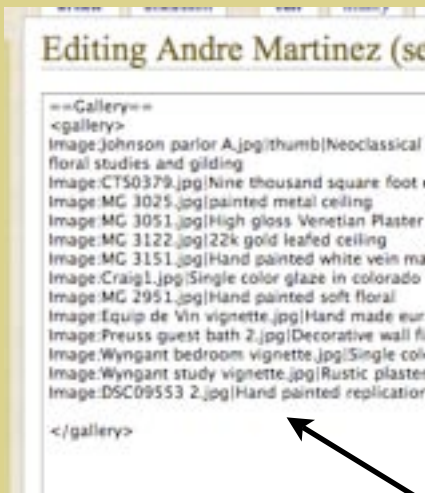 Editing Andre Martinez (se
==Gallery==
<gallery>
Image:Johnson parlor A.jpg|thumb|Neoclassical
floral studies and gilding
Image:CTS0379.jpg|Nine thousand square foot
Image:MG 3025.jpg|painted metal ceiling
Image:MG 3051.jpg|High gloss Venetian Plaster
Image:MG 3122.jpg|22k gold leafed ceiling
Image:MG 3151.jpg|Hand painted white vein ma
Image:Craig1.jpg|Single color glaze in colorado
Image:MG 2951.jpg|Hand painted soft floral
Image:Equip de Vin vignette.jpg|Hand made eur
Image:Preuss guest bath 2.jpg|Decorative wall fi
Image:Wyngant bedroom vignette.jpg|Single colo
Image:Wyngant study vignette.jpg|Rustic plaster
Image:DSC09553 2.jpg|Hand painted replication
</gallery>